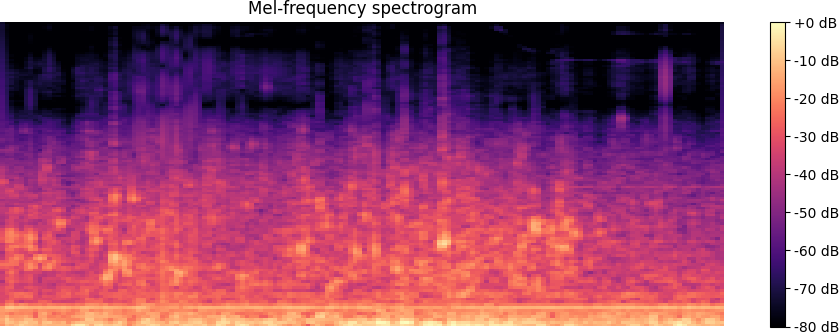 Mel-frequency spectrogram
+0 dB
-10 dB
-20 dB
-30 dB
-40 dB
-50 dB
-60 dB
-70 dB
-80 dB